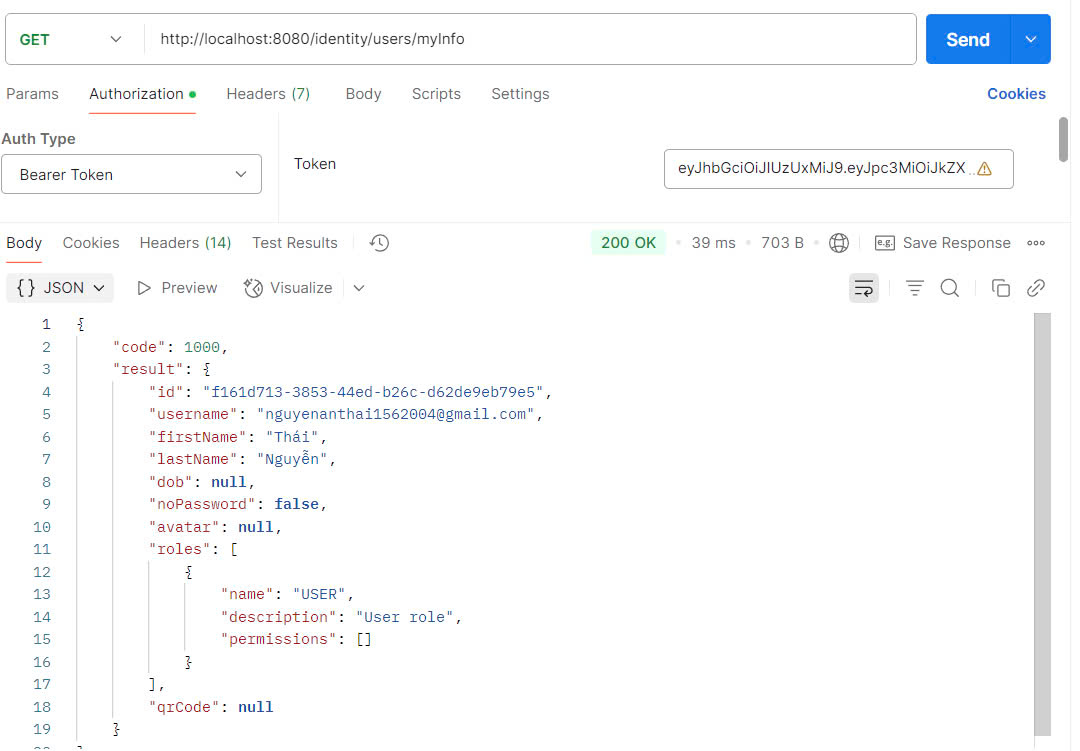 GET http://localhost:8080/identity/users/myInfo Send
Params Authorization Headers (7) Body Scripts Settings Cookies
Auth Type
Bearer Token
Token
eyJhbGciOiJIUzUxMiJ9.eyJpc3MiOiJkZX...
Body Cookies Headers (14) Test Results 200 OK 39 ms 703 B e.g. Save Response
{} JSON Preview Visualize
1 {
2 "code": 1000,
3 "result": {
4 "id": "f161d713-3853-44ed-b26c-d62de9eb79e5",
5 "username": "nguyenanthai1562004@gmail.com",
6 "firstName": "Thái",
7 "lastName": "Nguyễn",
8 "dob": null,
9 "noPassword": false,
10 "avatar": null,
11 "roles": [
12 {
13 "name": "USER",
14 "description": "User role",
15 "permissions": []
16 }
17 ],
18 "qrCode": null
19 }